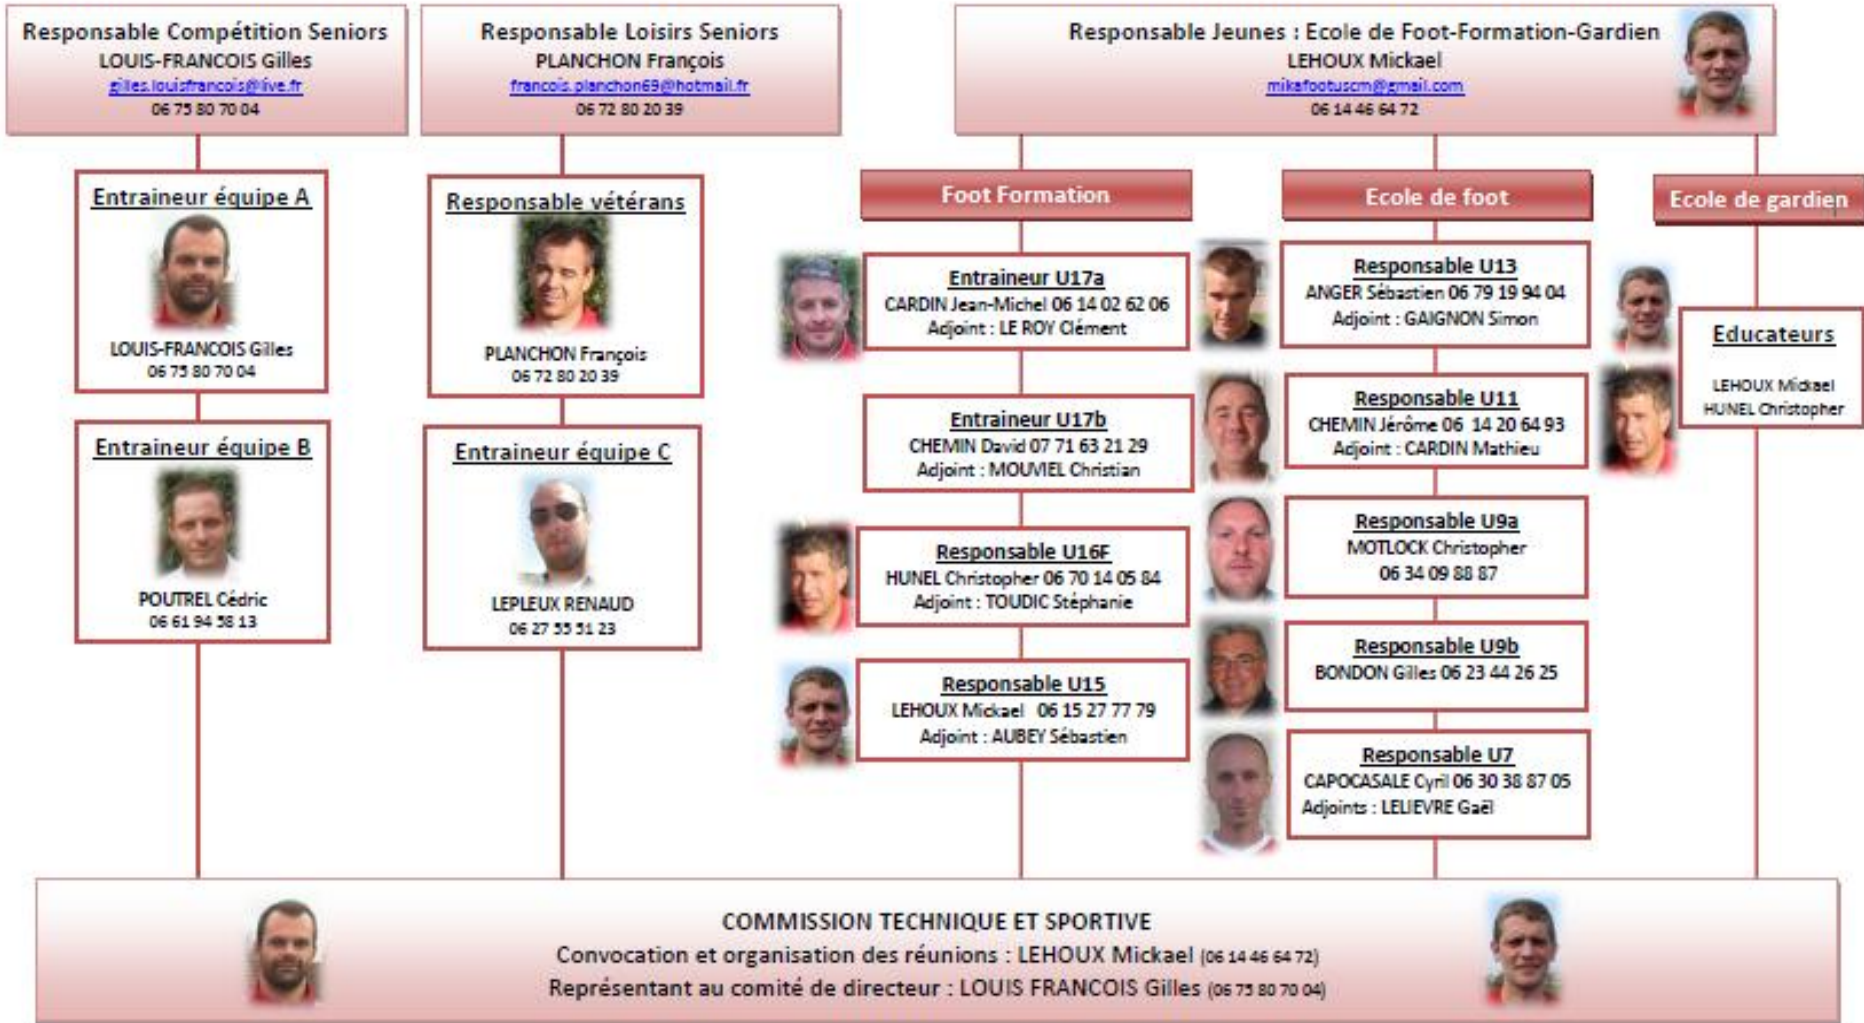 Responsable Compétition Seniors
LOUIS-FRANCOIS Gilles
gilles.louisfrancois@live.fr
06 75 80 70 04
Responsable Loisirs Seniors
PLANCHON François
francois.planchon69@hotmail.fr
06 72 80 20 39
Responsable Jeunes : Ecole de Foot-Formation-Gardien
LEHOUX Mickael
mikafootuscm@gmail.com
06 14 46 64 72
Entraineur équipe A
LOUIS-FRANCOIS Gilles
06 75 80 70 04
Entraineur équipe B
POUTREL Cédric
06 61 94 58 13
Responsable vétérans
PLANCHON François
06 72 80 20 39
Entraineur équipe C
LEPLEUX RENAUD
06 27 55 51 23
Foot Formation
Entraineur U17a
CARDIN Jean-Michel 06 14 02 62 06
Adjoint : LE ROY Clément
Entraineur U17b
CHEMIN David 07 71 63 21 29
Adjoint : MOUVIEL Christian
Responsable U16F
HUNEL Christopher 06 70 14 05 84
Adjoint : TOUDIC Stéphanie
Responsable U15
LEHOUX Mickael 06 15 27 77 79
Adjoint : AUBEY Sébastien
Ecole de foot
Responsable U13
ANGER Sébastien 06 79 19 94 04
Adjoint : GAIGNON Simon
Responsable U11
CHEMIN Jérôme 06 14 20 64 93
Adjoint : CARDIN Mathieu
Responsable U9a
MOTLOCK Christopher
06 34 09 88 87
Responsable U9b
BONDON Gilles 06 23 44 26 25
Responsable U7
CAPOCASALE Cyril 06 30 38 87 05
Adjoints : LELIEVRE Gaël
Ecole de gardien
Educateurs
LEHOUX Mickael
HUNEL Christopher
COMMISSION TECHNIQUE ET SPORTIVE
Convocation et organisation des réunions : LEHOUX Mickael (06 14 46 64 72)
Représentant au comité de directeur : LOUIS FRANCOIS Gilles (06 75 80 70 04)